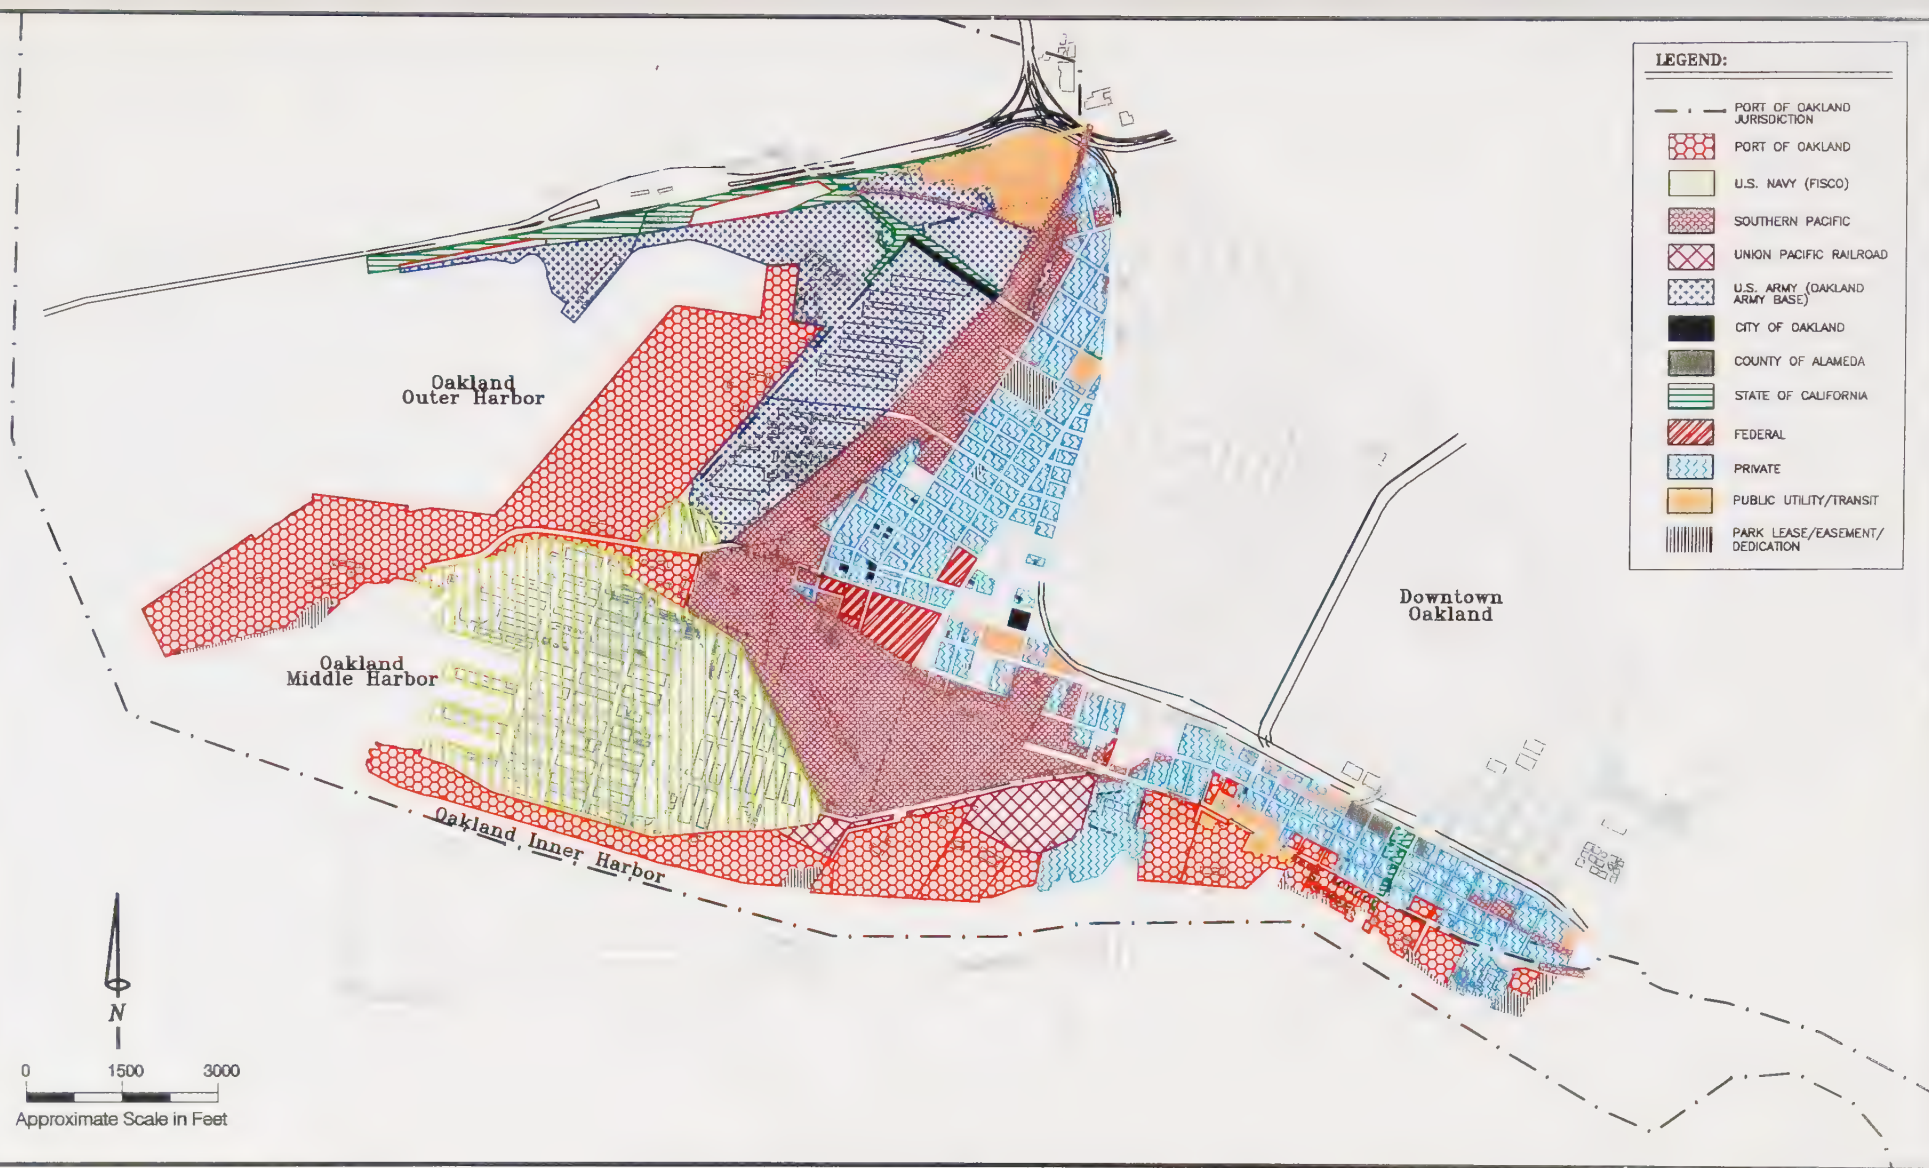 LEGEND:
PORT OF OAKLAND
JURISDICTION
PORT OF OAKLAND
U.S. NAVY (FISCO)
SOUTHERN PACIFIC
UNION PACIFIC RAILROAD
U.S. ARMY (OAKLAND
ARMY BASE)
CITY OF OAKLAND
COUNTY OF ALAMEDA
STATE OF CALIFORNIA
FEDERAL
PRIVATE
PUBLIC UTILITY/TRANSIT
PARK LEASE/EASEMENT/
DEDICATION
Oakland
Outer Harbor
Downtown
Oakland
Oakland
Middle Harbor
Oakland Inner Harbor
N
0 1500 3000
Approximate Scale in Feet